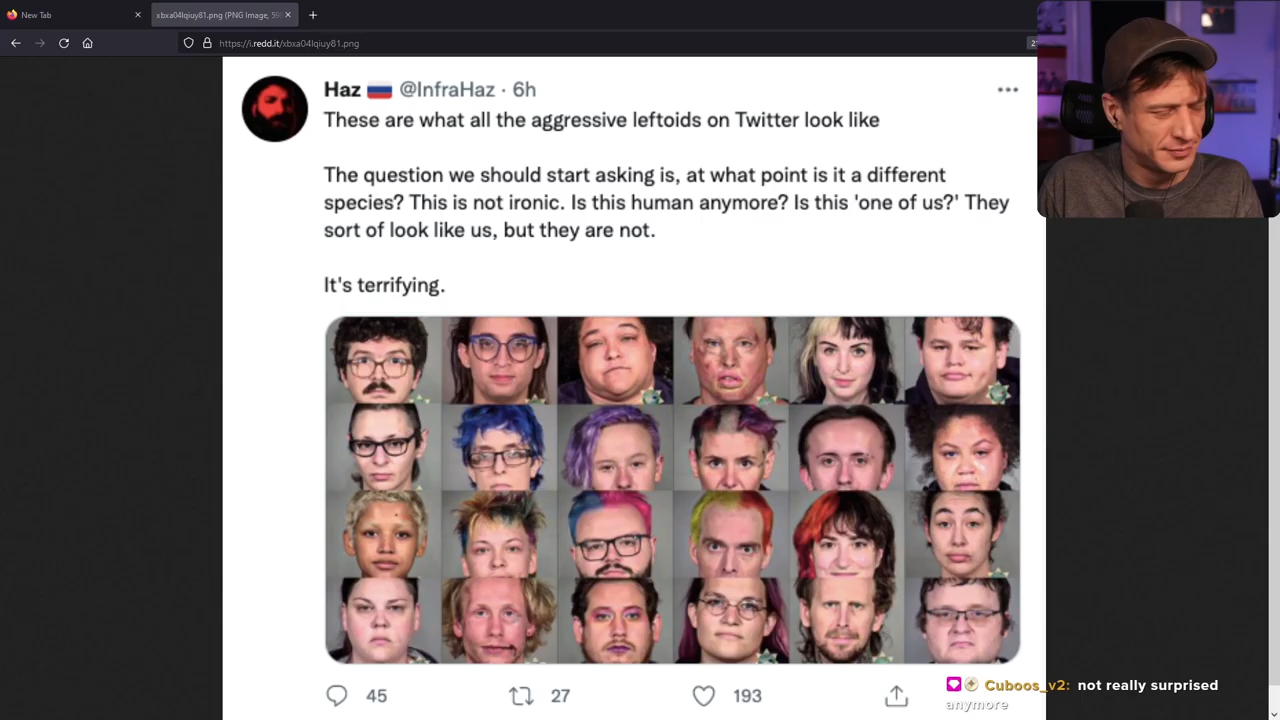 New Tab
xbxa04lqiuy81.png (PNG Image, 59
https://i.redd.it/xbxa04lqiuy81.png
Haz @InfraHaz · 6h
These are what all the aggressive leftoids on Twitter look like
The question we should start asking is, at what point is it a different
species? This is not ironic. Is this human anymore? Is this 'one of us?' They
sort of look like us, but they are not.
It's terrifying.
45 27 193
Cuboos_v2: not really surprised
anymore